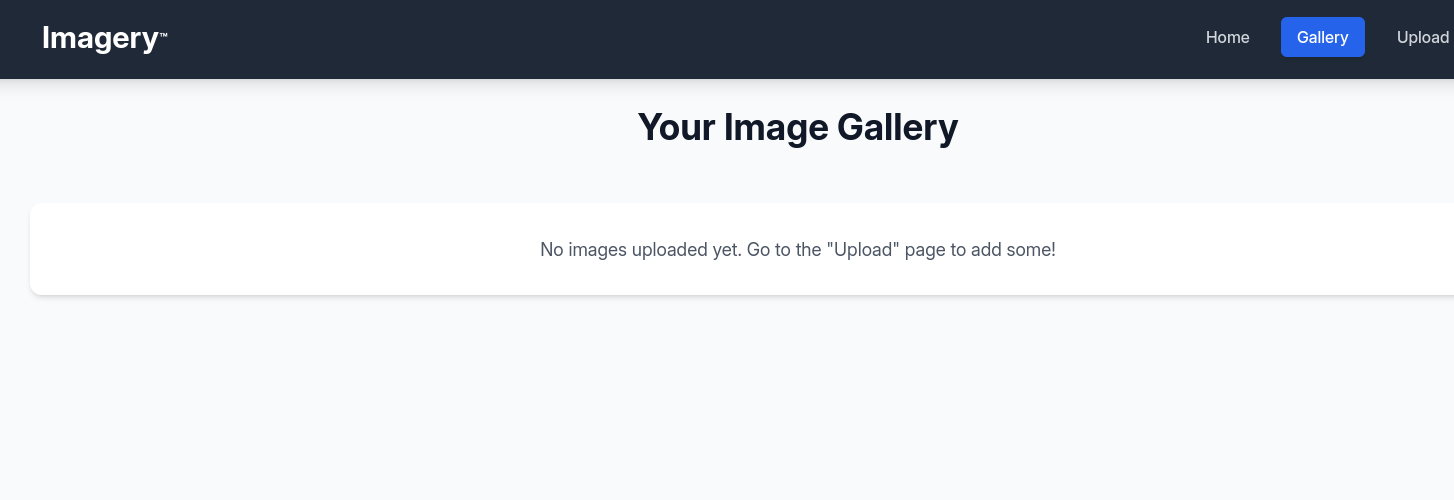 Imagery™
Home Gallery Upload
Your Image Gallery
No images uploaded yet. Go to the "Upload" page to add some!